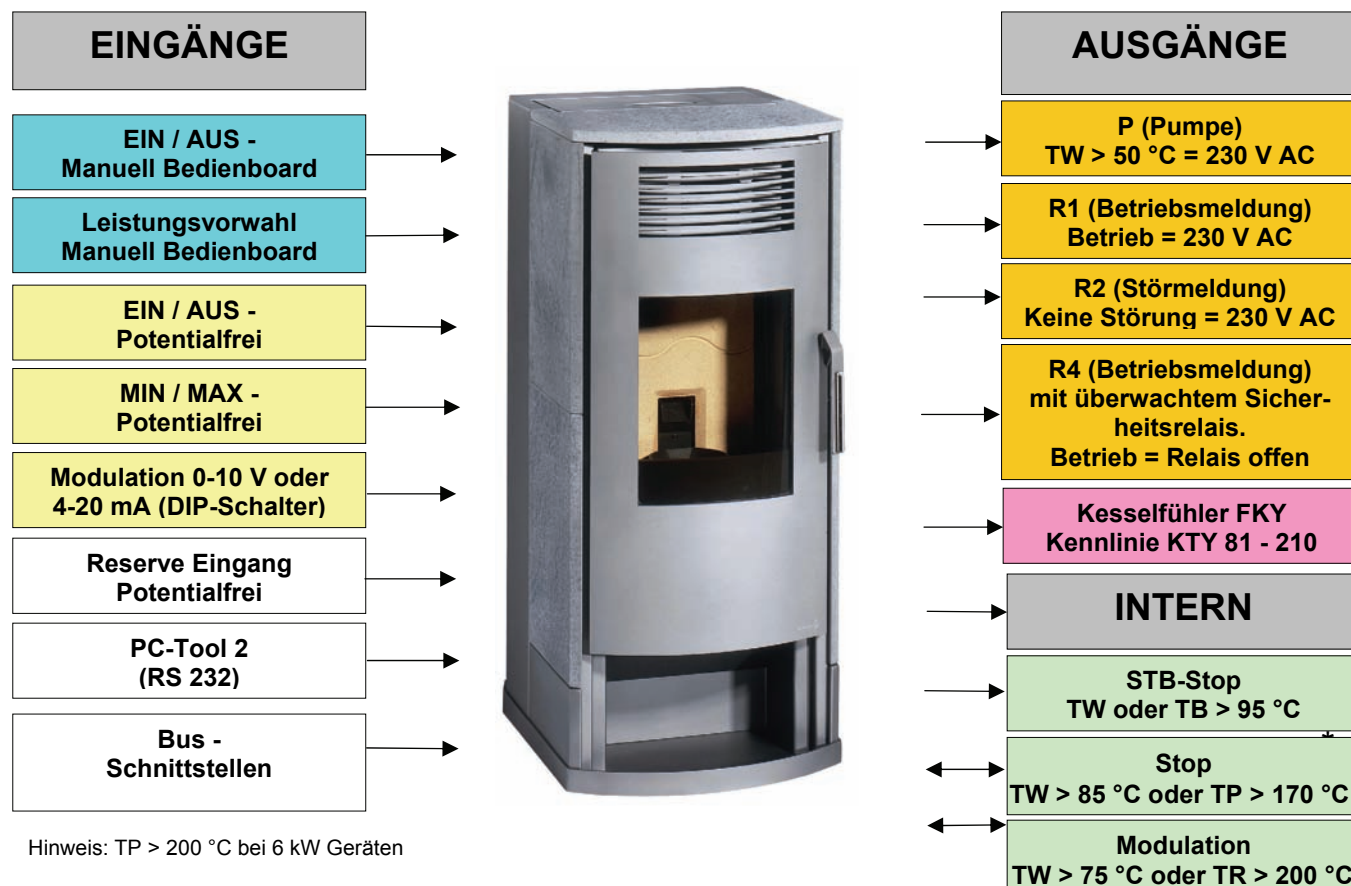 EINGÄNGE
EIN / AUS -
Manuell Bedienboard
Leistungsvorwahl
Manuell Bedienboard
EIN / AUS -
Potentialfrei
MIN / MAX -
Potentialfrei
Modulation 0-10 V oder
4-20 mA (DIP-Schalter)
Reserve Eingang
Potentialfrei
PC-Tool 2
(RS 232)
Bus -
Schnittstellen
Hinweis: TP > 200 °C bei 6 kW Geräten
AUSGÄNGE
P (Pumpe)
TW > 50 °C = 230 V AC
R1 (Betriebsmeldung)
Betrieb = 230 V AC
R2 (Störmeldung)
Keine Störung = 230 V AC
R4 (Betriebsmeldung)
mit überwachtem Sicher-
heitsrelais.
Betrieb = Relais offen
Kesselfühler FKY
Kennlinie KTY 81 - 210
INTERN
STB-Stop
TW oder TB > 95 °C
*
Stop
TW > 85 °C oder TP > 170 °C
Modulation
TW > 75 °C oder TR > 200 °C